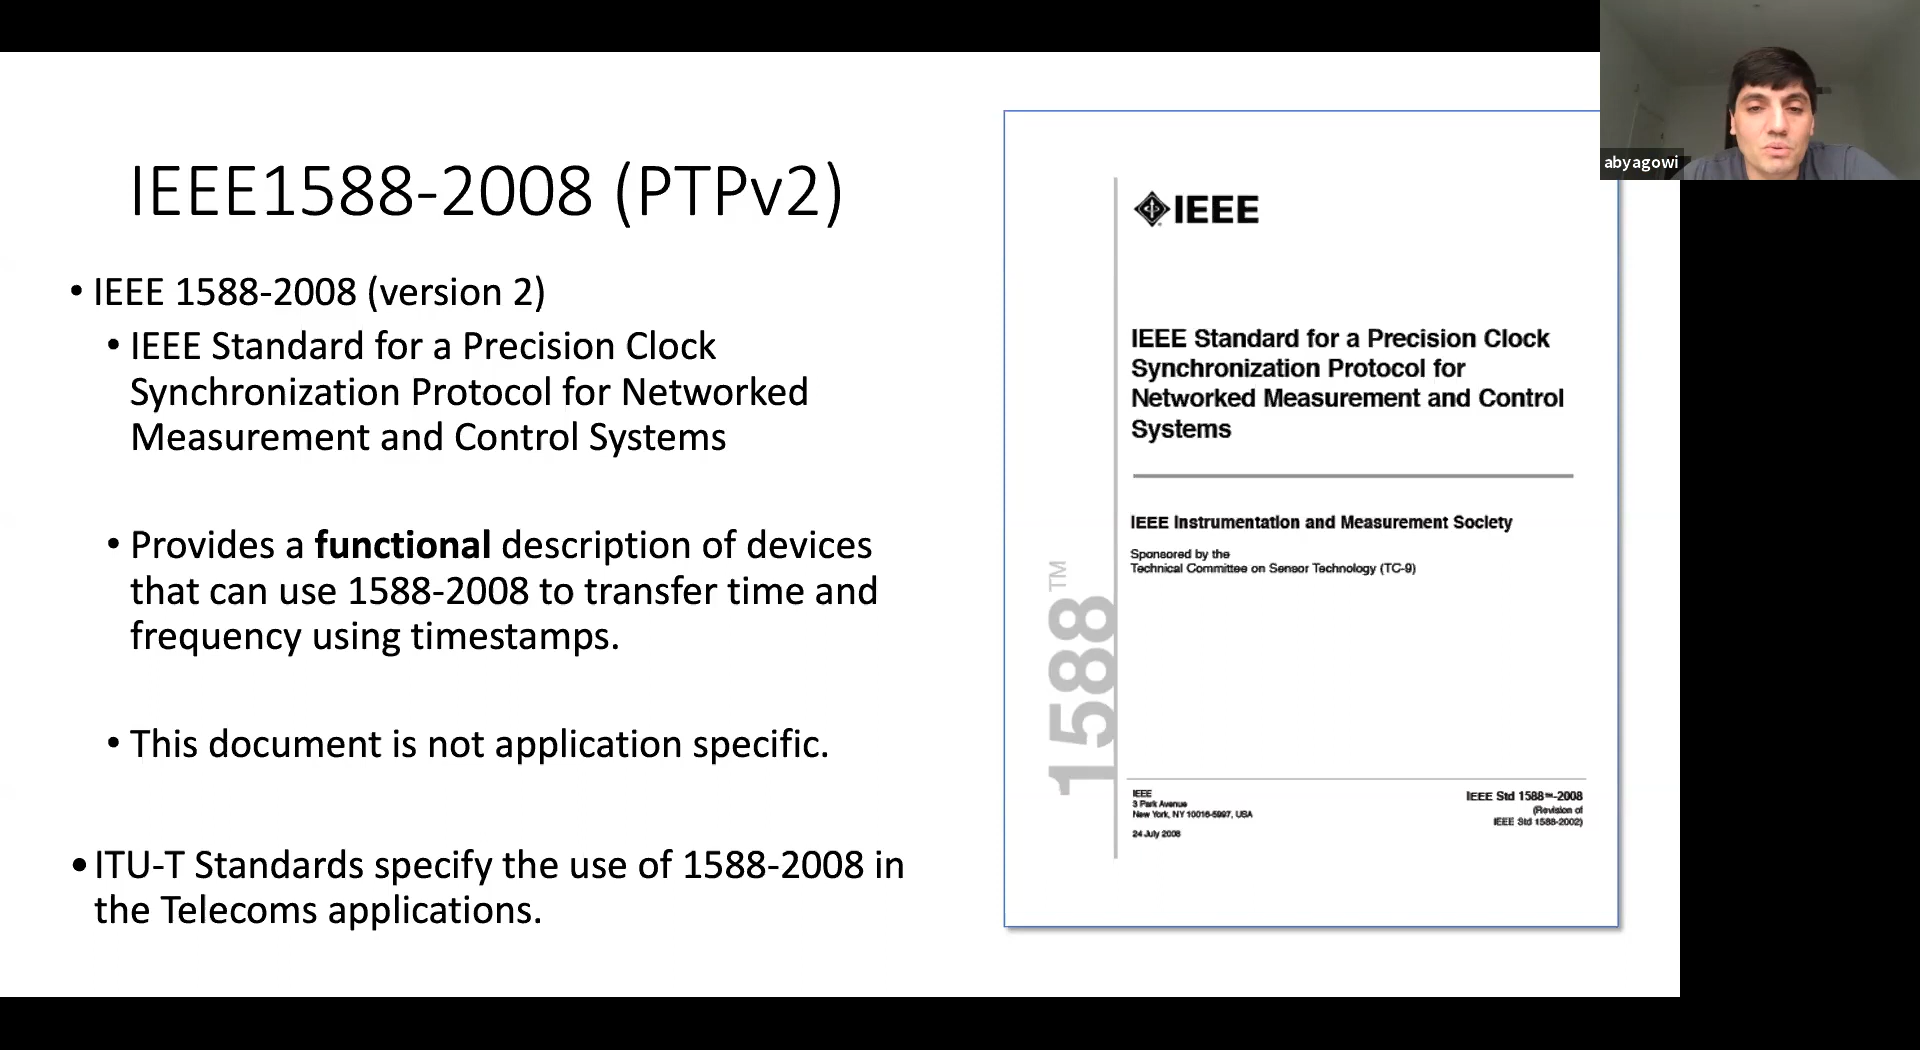 IEEE1588-2008 (PTPv2)
• IEEE 1588-2008 (version 2)
• IEEE Standard for a Precision Clock
Synchronization Protocol for Networked
Measurement and Control Systems
• Provides a functional description of devices
that can use 1588-2008 to transfer time and
frequency using timestamps.
• This document is not application specific.
• ITU-T Standards specify the use of 1588-2008 in
the Telecoms applications.
IEEE
IEEE Standard for a Precision Clock
Synchronization Protocol for
Networked Measurement and Control
Systems
IEEE Instrumentation and Measurement Society
Sponsored by the
Technical Committee on Sensor Technology (TC-9)
1588™
IEEE
3 Park Avenue
New York, NY 10016-5997, USA
24 July 2008
IEEE Std 1588™-2008
(Revision of
IEEE Std 1588-2002)
abyagowi